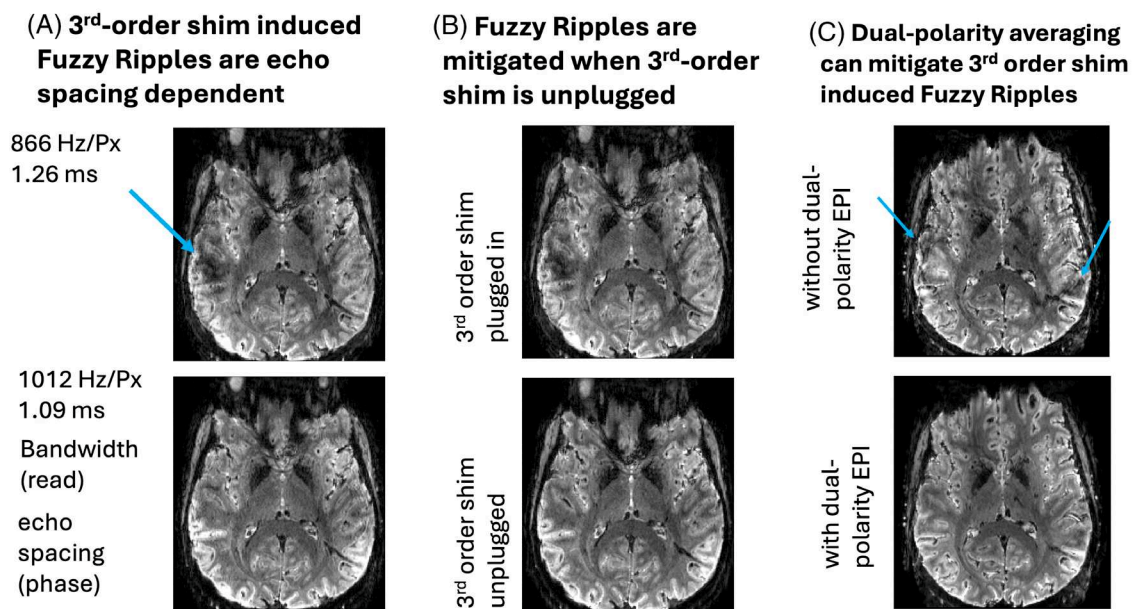 (A) 3rd-order shim induced
Fuzzy Ripples are echo
spacing dependent
866 Hz/Px
1.26 ms
1012 Hz/Px
1.09 ms
Bandwidth
(read)
echo
spacing
(phase)
(B) Fuzzy Ripples are
mitigated when 3rd-order
shim is unplugged
3rd order shim
plugged in
3rd order shim
unplugged
(C) Dual-polarity averaging
can mitigate 3rd order shim
induced Fuzzy Ripples
without dual-
polarity EPI
with dual-
polarity EPI